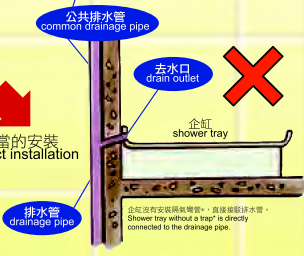 公共排水管
common drainage pipe
去水口
drain outlet
企缸
shower tray
當的安裝
ct installation
排水管
drainage pipe
企缸沒有安裝隔氣彎管*，直接接駁排水管。
Shower tray without a trap* is directly
connected to the drainage pipe.